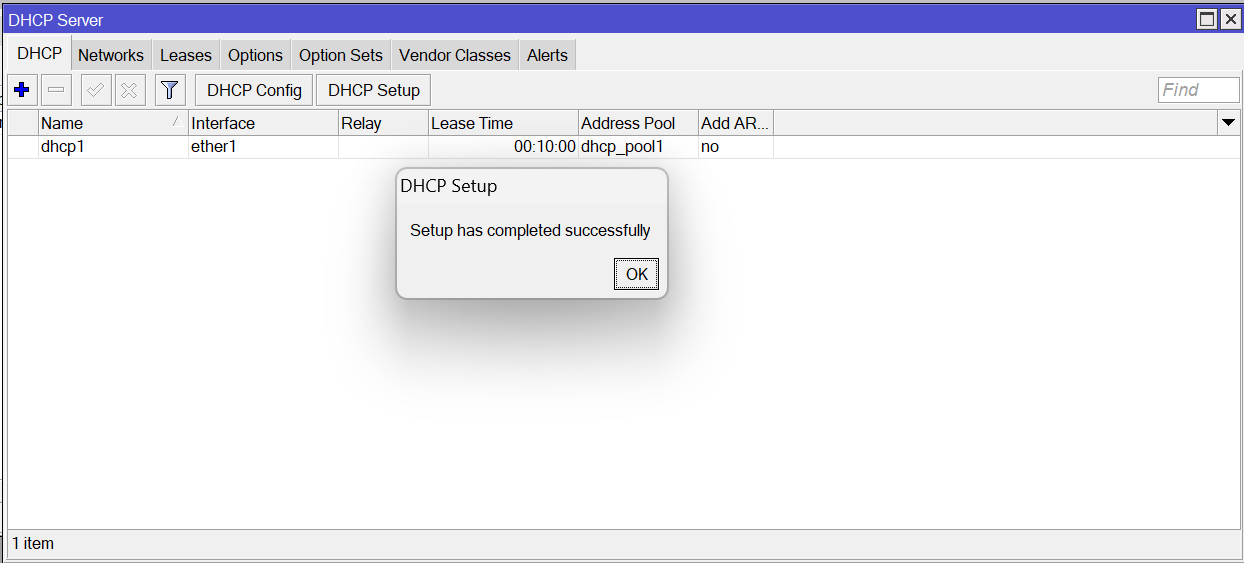 DHCP Server
DHCP Networks Leases Options Option Sets Vendor Classes Alerts
DHCP Config DHCP Setup Find
Name Interface Relay Lease Time Address Pool Add AR...
dhcp1 ether1 00:10:00 dhcp_pool1 no
DHCP Setup
Setup has completed successfully
OK
1 item